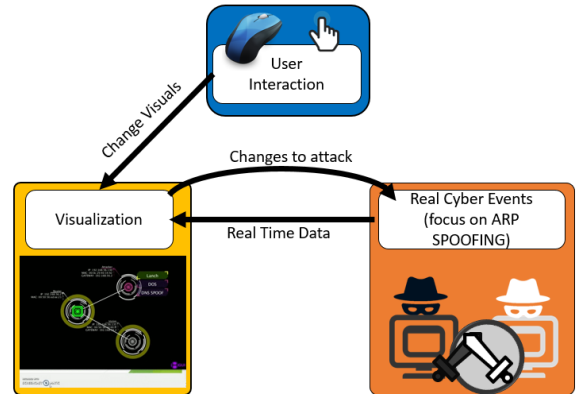 User
Interaction
Change Visuals
Changes to attack
Visualization
Real Cyber Events
(focus on ARP
SPOOFING)
Real Time Data
DOS
DNS SPOOF